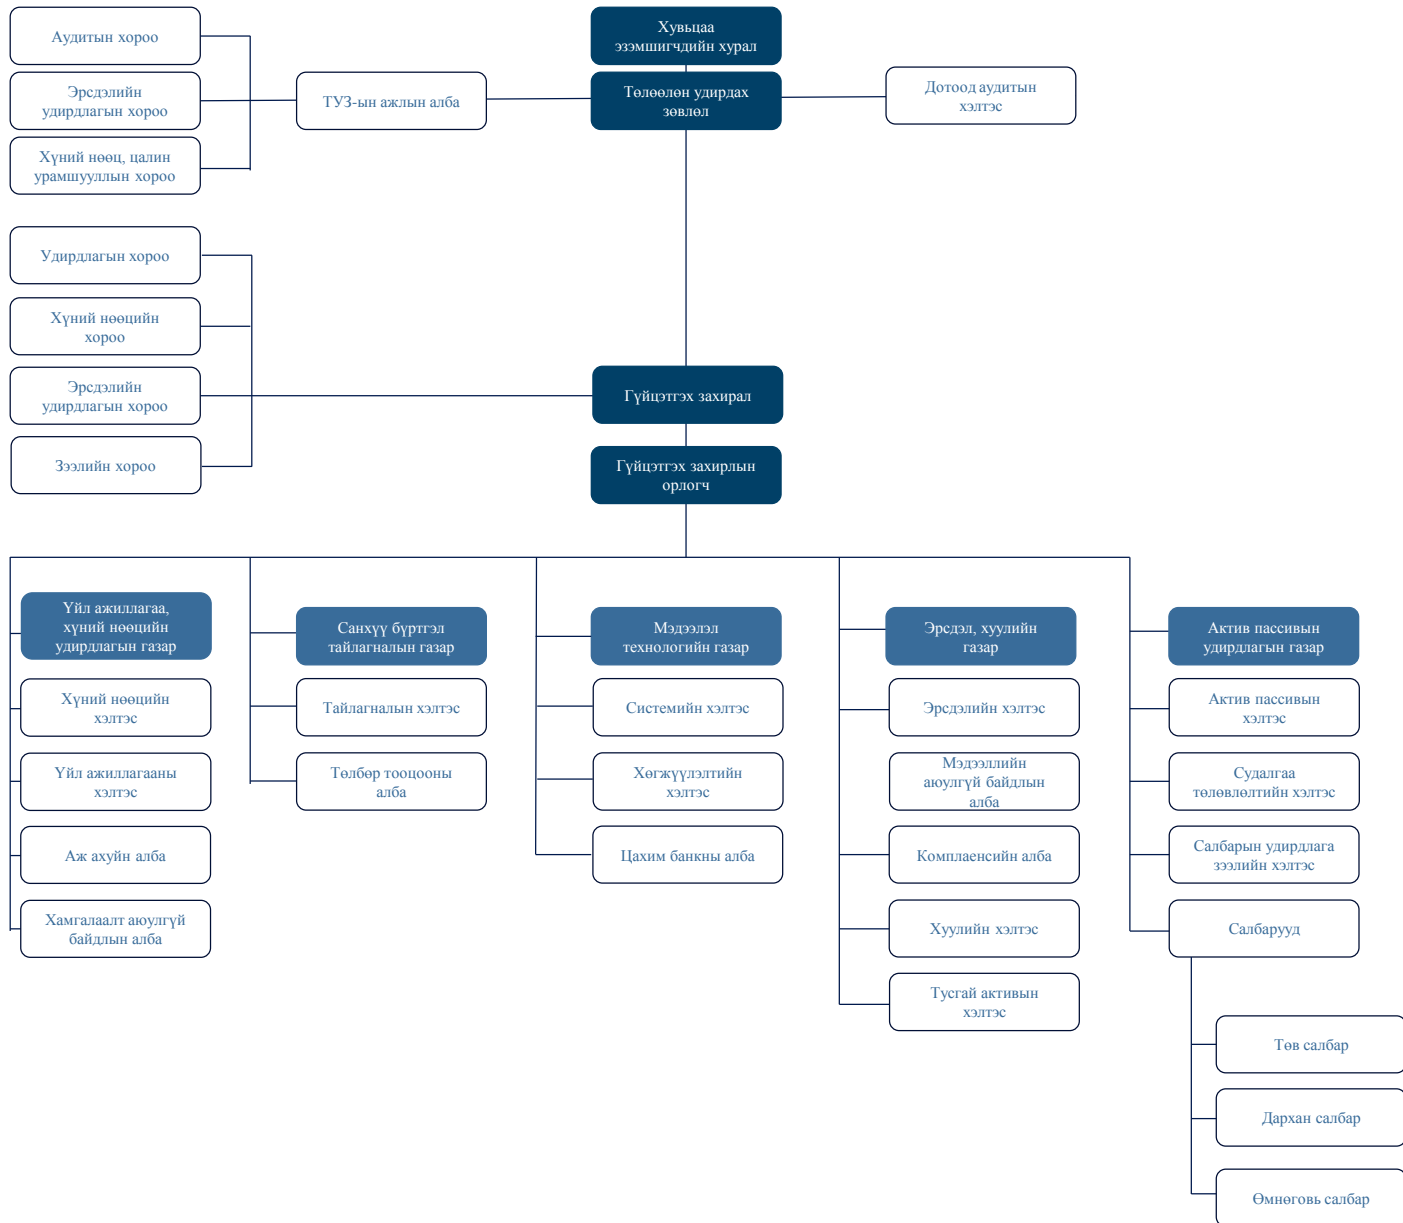 Хувьцаа
эзэмшигчдийн хурал
Аудитын хороо
Эрсдэлийн
удирдлагын хороо
ТУЗ-ын ажлын алба
Төлөөлөн удирдах
зөвлөл
Дотоод аудитын
хэлтэс
Хүний нөөц, цалин
урамшууллын хороо
Удирдлагын хороо
Хүний нөөцийн
хороо
Эрсдэлийн
удирдлагын хороо
Гүйцэтгэх захирал
Зээлийн хороо
Гүйцэтгэх захирлын
орлогч
Үйл ажиллагаа,
хүний нөөцийн
удирдлагын газар
Хүний нөөцийн
хэлтэс
Үйл ажиллагааны
хэлтэс
Аж ахуйн алба
Хамгалаалт аюулгүй
байдлын алба
Санхүү бүртгэл
тайлагналын газар
Тайлагналын хэлтэс
Төлбөр тооцооны
алба
Мэдээлэл
технологийн газар
Системийн хэлтэс
Хөгжүүлэлтийн
хэлтэс
Цахим банкны алба
Эрсдэл, хуулийн
газар
Эрсдэлийн хэлтэс
Мэдээллийн
аюулгүй байдлын
алба
Комплаенсийн алба
Хуулийн хэлтэс
Тусгай активын
хэлтэс
Актив пассивын
удирдлагын газар
Актив пассивын
хэлтэс
Судалгаа
төлөвлөлтийн хэлтэс
Салбарын удирдлага
зээлийн хэлтэс
Салбарууд
Төв салбар
Дархан салбар
Өмнөговь салбар